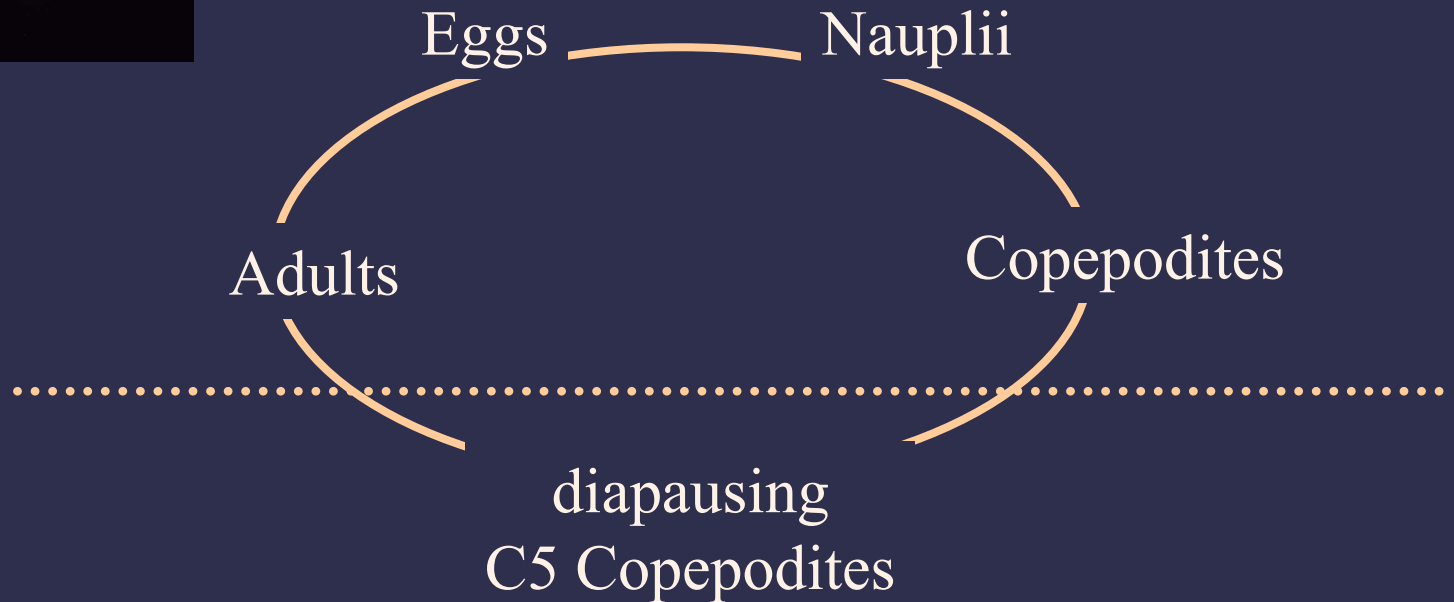 Eggs
Nauplii
Adults
Copepodites
diapausing
C5 Copepodites